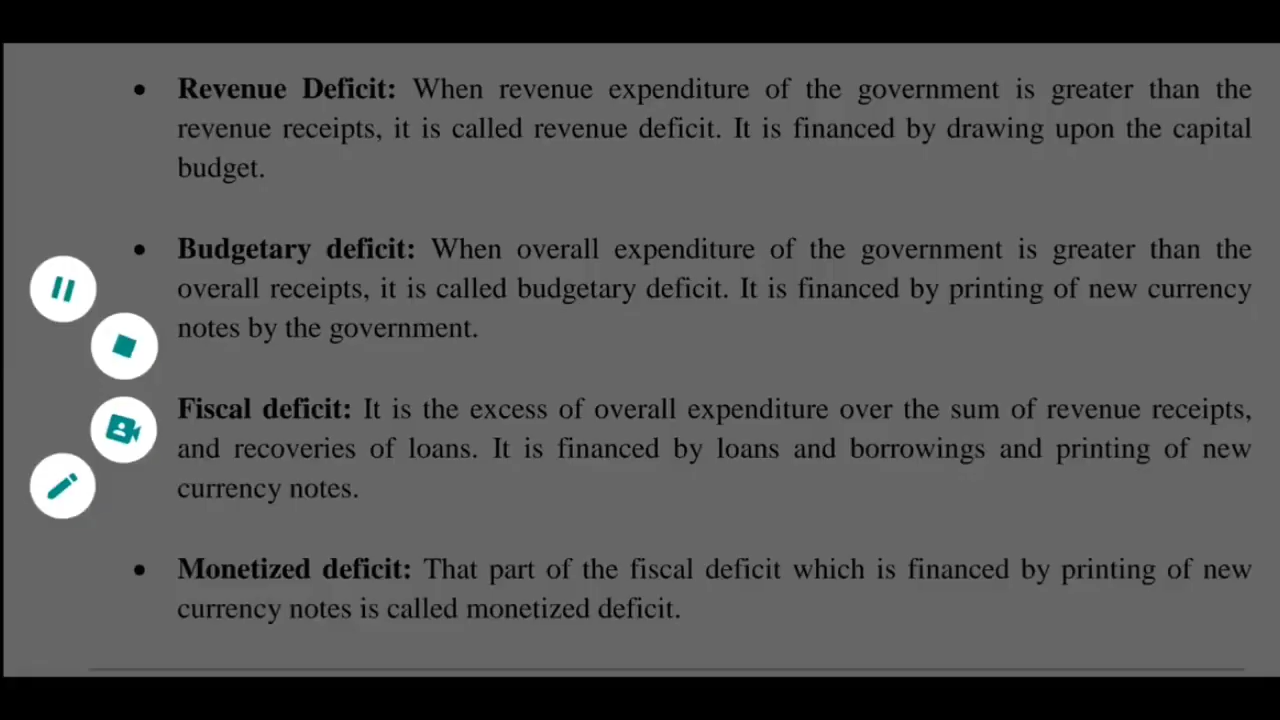 • Revenue Deficit: When revenue expenditure of the government is greater than the
revenue receipts, it is called revenue deficit. It is financed by drawing upon the capital
budget.
• Budgetary deficit: When overall expenditure of the government is greater than the
overall receipts, it is called budgetary deficit. It is financed by printing of new currency
notes by the government.
Fiscal deficit: It is the excess of overall expenditure over the sum of revenue receipts,
and recoveries of loans. It is financed by loans and borrowings and printing of new
currency notes.
• Monetized deficit: That part of the fiscal deficit which is financed by printing of new
currency notes is called monetized deficit.